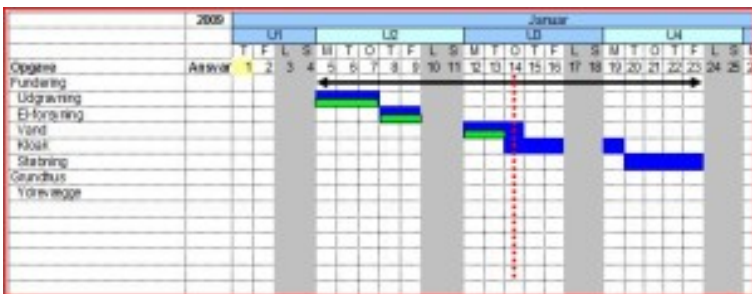 2009 Januar
U1 U2 U3 U4
T F L S M T O T F L S M T O T F L S M T O T F L S
Opgave Ansvar 1 2 3 4 5 6 7 8 9 10 11 12 13 14 15 16 17 18 19 20 21 22 23 24 25
Fundering
Udgravning
El-forsyning
Vand
Kloak
Støbning
Grundhus
Ydrevægge